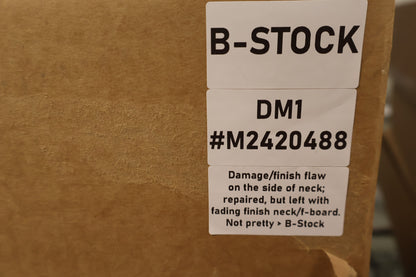 B-STOCK
DM1
#M2420488
Damage/finish flaw
on the side of neck;
repaired, but left with
fading finish neck/f-board.
Not pretty ▸ B-Stock